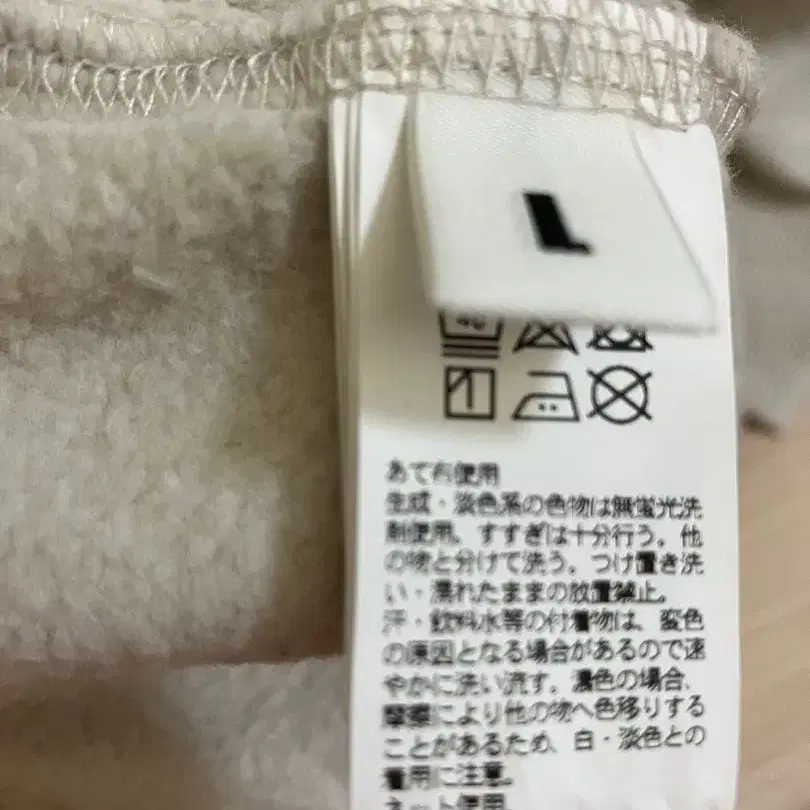 L
40
あて布使用
生成・淡色系の色物は無蛍光洗
剤使用。すすぎは十分行う。他
の物と分けて洗う。つけ置き洗
い・濡れたままの放置禁止。
汗・飲料水等の付着物は、変色
の原因となる場合があるので速
やかに洗い流す。濃色の場合、
摩擦により他の物へ色移りする
ことがあるため、白・淡色との
着用に注意。
ネット使用